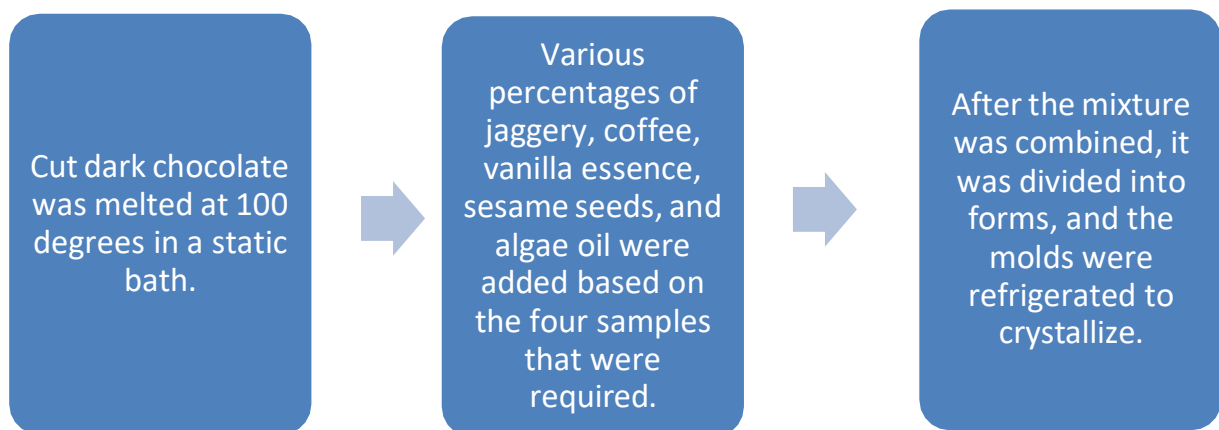 Cut dark chocolate
was melted at 100
degrees in a static
bath.
Various
percentages of
jaggery, coffee,
vanilla essence,
sesame seeds, and
algae oil were
added based on
the four samples
that were
required.
After the mixture
was combined, it
was divided into
forms, and the
molds were
refrigerated to
crystallize.